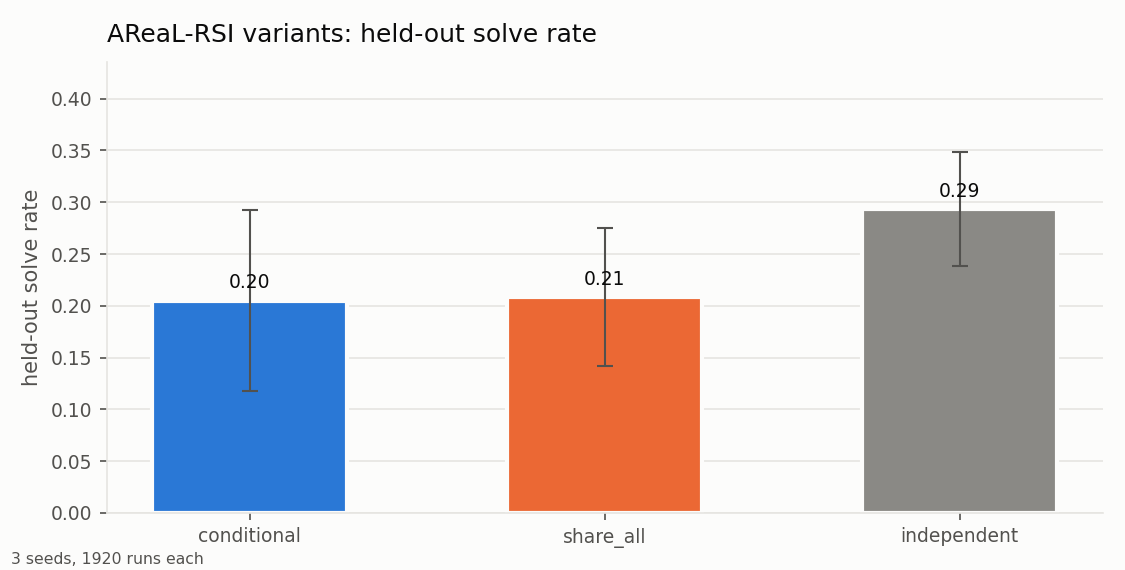 AReaL-RSI variants: held-out solve rate
held-out solve rate
0.40
0.35
0.30
0.25
0.20
0.15
0.10
0.05
0.00
0.20
0.21
0.29
conditional
share_all
independent
3 seeds, 1920 runs each